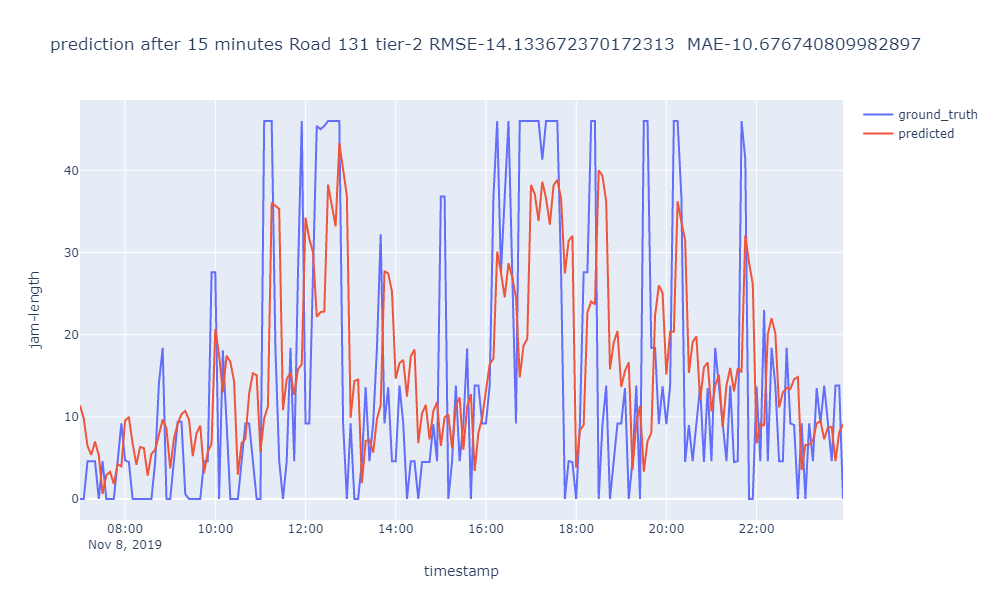 prediction after 15 minutes Road 131 tier-2 RMSE-14.133672370172313  MAE-10.676740809982897
ground_truth
predicted
jam-length
40
30
20
10
0
08:00 10:00 12:00 14:00 16:00 18:00 20:00 22:00
Nov 8, 2019
timestamp